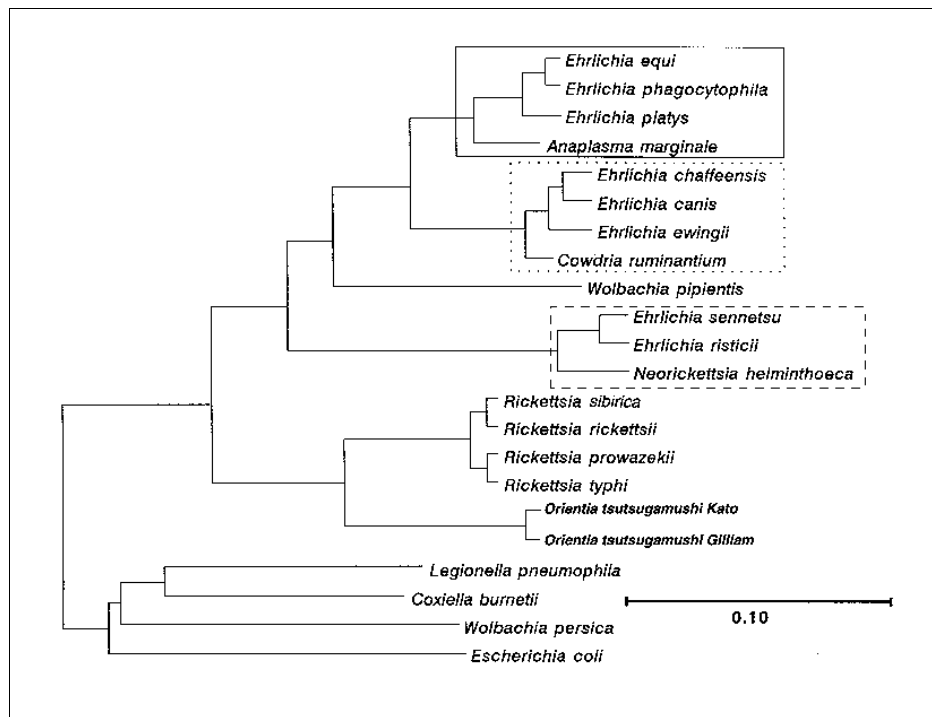 Ehrlichia equi
Ehrlichia phagocytophila
Ehrlichia platys
Anaplasma marginale
Ehrlichia chaffeensis
Ehrlichia canis
Ehrlichia ewingii
Cowdria ruminantium
Wolbachia pipientis
Ehrlichia sennetsu
Ehrlichia risticii
Neorickettsia helminthoeca
Rickettsia sibirica
Rickettsia rickettsii
Rickettsia prowazekii
Rickettsia typhi
Orientia tsutsugamushi Kato
Orientia tsutsugamushi Gilliam
Legionella pneumophila
Coxiella burnetii
0.10
Wolbachia persica
Escherichia coli